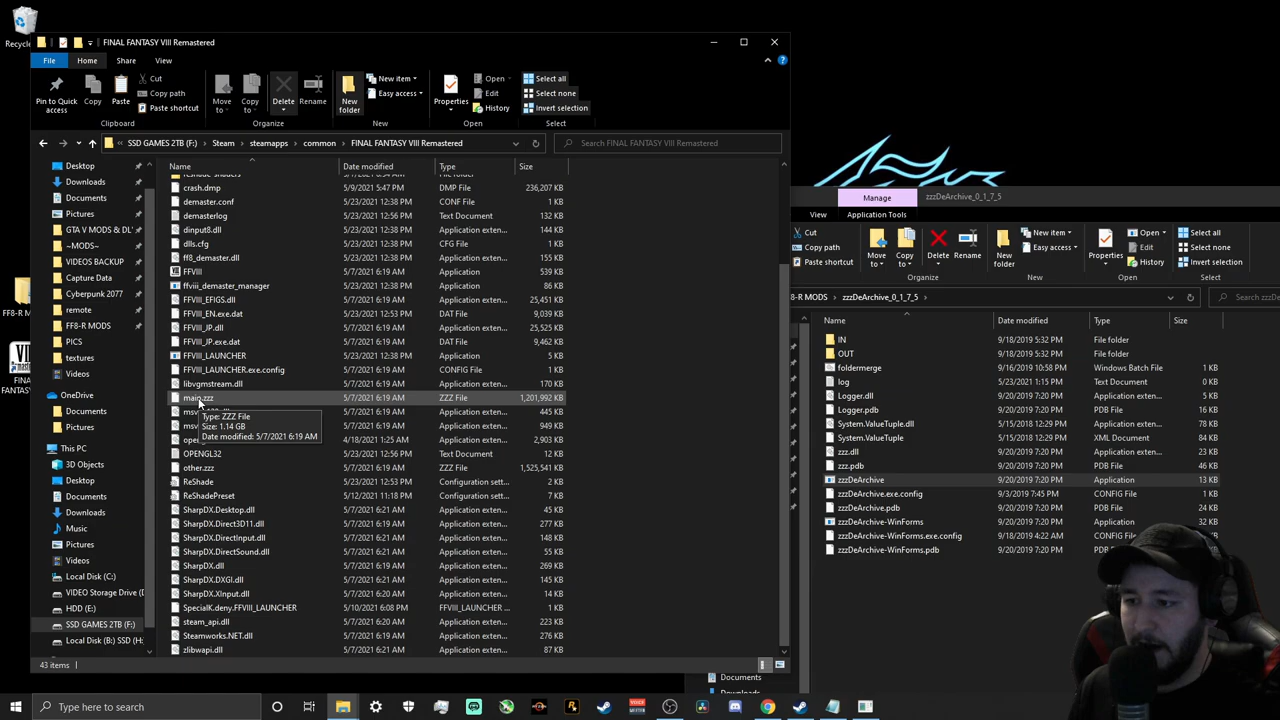 Recycle
FINAL FANTASY VIII Remastered
File Home Share View
Pin to Quick access
Copy
Paste
Cut
Copy path
Paste shortcut
Move to
Copy to
Delete
Rename
New folder
New item
Easy access
Properties
Open
Edit
History
Select all
Select none
Invert selection
Clipboard Organize New Open Select
SSD GAMES 2TB (F:) Steam steamapps common FINAL FANTASY VIII Remastered
Search FINAL FANTASY VIII Remastered
Desktop
Downloads
Documents
Pictures
GTA V MODS & DL
~MODS~
VIDEOS BACKUP
Capture Data
Cyberpunk 2077
remote
FF8-R MODS
PICS
textures
Videos
OneDrive
Documents
Pictures
This PC
3D Objects
Desktop
Documents
Downloads
Music
Pictures
Videos
Local Disk (C:)
VIDEO Storage Drive (
HDD (E:)
SSD GAMES 2TB (F:)
Local Disk (B:) SSD (H:
Name Date modified Type Size
crash.dmp 5/9/2021 5:47 PM DMP File 236,207 KB
demaster.conf 5/23/2021 12:38 PM CONF File 1 KB
demasterlog 5/23/2021 12:38 PM Text Document 132 KB
dinput8.dll 5/23/2021 12:38 PM Application exten... 144 KB
dlls.cfg 5/23/2021 12:38 PM CFG File 1 KB
ff8_demaster.dll 5/23/2021 12:38 PM Application exten... 155 KB
FFVIII 5/7/2021 6:19 AM Application 539 KB
ffviii_demaster_manager 5/23/2021 12:38 PM Application 86 KB
FFVIII_EFIGS.dll 5/7/2021 6:19 AM Application exten... 25,451 KB
FFVIII_EN.exe.dat 5/7/2021 6:19 AM DAT File 9,039 KB
FFVIII_JP.dll 5/7/2021 6:19 AM Application exten... 25,525 KB
FFVIII_JP.exe.dat 5/7/2021 6:19 AM DAT File 9,462 KB
FFVIII_LAUNCHER 5/23/2021 12:38 PM Application 5 KB
FFVIII_LAUNCHER.exe.config 5/7/2021 6:19 AM CONFIG File 1 KB
libvgmstream.dll 5/7/2021 6:19 AM Application exten... 170 KB
main.zzz 5/7/2021 6:19 AM ZZZ File 1,201,992 KB
5/7/2021 6:19 AM Application exten... 445 KB
5/7/2021 6:19 AM Application exten... 949 KB
4/18/2021 1:25 AM Application exten... 2,903 KB
OPENGL32 5/23/2021 12:56 PM Text Document 12 KB
other.zzz 5/7/2021 6:19 AM ZZZ File 1,525,541 KB
ReShade 5/23/2021 12:53 PM Configuration sett... 2 KB
ReShadePreset 5/12/2021 11:18 PM Configuration sett... 7 KB
SharpDX.Desktop.dll 5/7/2021 6:21 AM Application exten... 45 KB
SharpDX.Direct3D11.dll 5/7/2021 6:21 AM Application exten... 277 KB
SharpDX.DirectInput.dll 5/7/2021 6:21 AM Application exten... 148 KB
SharpDX.DirectSound.dll 5/7/2021 6:21 AM Application exten... 55 KB
SharpDX.dll 5/7/2021 6:21 AM Application exten... 269 KB
SharpDX.DXGI.dll 5/7/2021 6:21 AM Application exten... 145 KB
SharpDX.XInput.dll 5/7/2021 6:21 AM Application exten... 14 KB
SpecialK.deny.FFVIII_LAUNCHER 5/10/2021 6:08 PM FFVIII_LAUNCHER ... 1 KB
steam_api.dll 5/7/2021 6:20 AM Application exten... 223 KB
Steamworks.NET.dll 5/7/2021 6:19 AM Application exten... 276 KB
zlibwapi.dll 5/7/2021 6:19 AM Application exten... 87 KB
Type: ZZZ File
Size: 1.14 GB
Date modified: 5/7/2021 6:19 AM
43 items
Manage zzzDeArchive_0_1_7_5
View Application Tools
Cut
Copy path
Paste shortcut
Move to
Copy to
Delete
Rename
New folder
New item
Easy access
Properties
Open
Edit
History
Select all
Select none
Invert selection
Organize New Open Select
F8-R MODS zzzDeArchive_0_1_7_5
Search zzzDe
Name Date modified Type Size
IN 9/18/2019 5:32 PM File folder
OUT 9/18/2019 5:32 PM File folder
foldermerge 9/16/2019 10:58 PM Windows Batch File
log 5/23/2021 1:15 PM Text Document
Logger.dll 9/20/2019 7:20 PM Application exten...
Logger.pdb 9/20/2019 7:20 PM PDB File
System.ValueTuple.dll 5/15/2018 12:29 PM Application exten... 78 KB
System.ValueTuple 5/15/2018 12:29 PM XML Document 1 KB
zzz.dll 9/20/2019 7:20 PM Application exten... 23 KB
zzz.pdb 9/20/2019 7:20 PM PDB File 46 KB
zzzDeArchive 9/20/2019 7:20 PM Application 13 KB
zzzDeArchive.exe.config 9/3/2019 7:45 PM CONFIG File 1 KB
zzzDeArchive.pdb 9/20/2019 7:20 PM PDB File 24 KB
zzzDeArchive-WinForms 9/20/2019 7:20 PM Application 32 KB
zzzDeArchive-WinForms.exe.config 9/18/2019 4:22 AM CONFIG File
zzzDeArchive-WinForms.pdb 9/20/2019 7:20 PM PDB File
FF8-R MODS
FINAL
FANTASY
Documents
Downloads
Type here to search